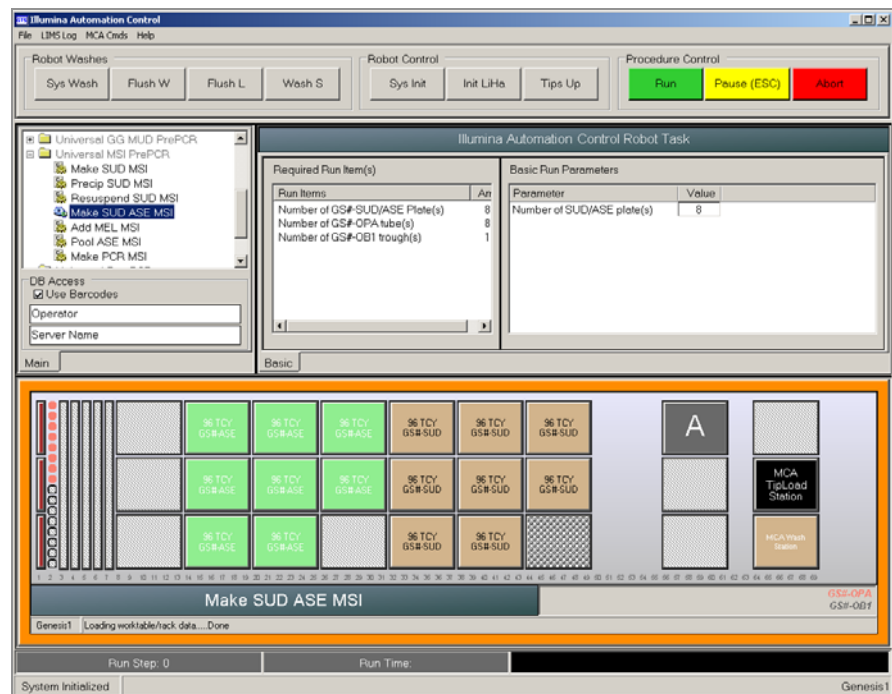 Illumina Automation Control
File LIMS Log MCA Cmds Help
Robot Washes
Sys Wash Flush W Flush L Wash S
Robot Control
Sys Init Init LiHa Tips Up
Procedure Control
Run Pause (ESC) Abort
Universal GG MUD PrePCR
Universal MSI PrePCR
Make SUD MSI
Precip SUD MSI
Resuspend SUD MSI
Make SUD ASE MSI
Add MEL MSI
Pool ASE MSI
Make PCR MSI
DB Access
Use Barcodes
Operator
Server Name
Main
Illumina Automation Control Robot Task
Required Run Item(s)
Run Items Am
Number of GS#-SUD/ASE Plate(s) 8
Number of GS#-OPA tube(s) 8
Number of GS#-OB1 trough(s) 1
Basic Run Parameters
Parameter Value
Number of SUD/ASE plate(s) 8
Basic
96 TCY GS#-ASE 96 TCY GS#-ASE 96 TCY GS#-ASE 96 TCY GS#-SUD 96 TCY GS#-SUD 96 TCY GS#-SUD A
96 TCY GS#-ASE 96 TCY GS#-ASE 96 TCY GS#-ASE 96 TCY GS#-SUD 96 TCY GS#-SUD 96 TCY GS#-SUD MCA TipLoad Station
96 TCY GS#-ASE 96 TCY GS#-ASE 96 TCY GS#-SUD 96 TCY GS#-SUD MCA Wash Station
Make SUD ASE MSI
GS#-OPA
GS#-OB1
Genesis1 Loading worktable/rack data.....Done
Run Step: 0 Run Time:
System Initialized Genesis1